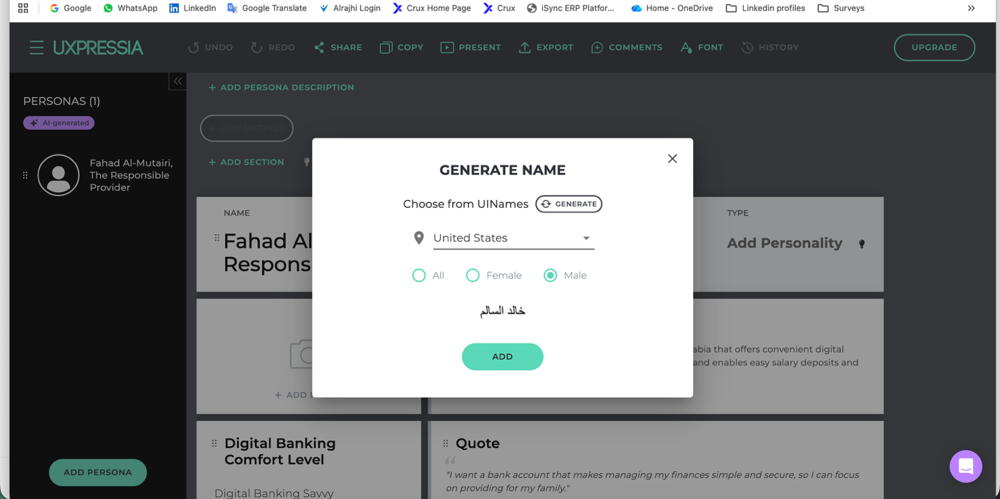 Google WhatsApp LinkedIn Google Translate Alrajhi Login Crux Home Page Crux iSync ERP Platfor... Home - OneDrive Linkedin profiles Surveys »
UXPRESSIA UNDO REDO SHARE COPY PRESENT EXPORT COMMENTS FONT HISTORY UPGRADE
PERSONAS (1)
AI-generated
Fahad Al-Mutairi,
The Responsible
Provider
ADD PERSONA
+ ADD PERSONA DESCRIPTION
+ ADD METRICS
+ ADD SECTION
GENERATE NAME
Choose from UINames GENERATE
United States
All Female Male
خالد السالم
ADD
NAME
Fahad Al
Respons
TYPE
Add Personality
+ ADD
abia that offers convenient digital
and enables easy salary deposits and
Digital Banking
Comfort Level
Digital Banking Savvy
Quote
"I want a bank account that makes managing my finances simple and secure, so I can focus
on providing for my family."